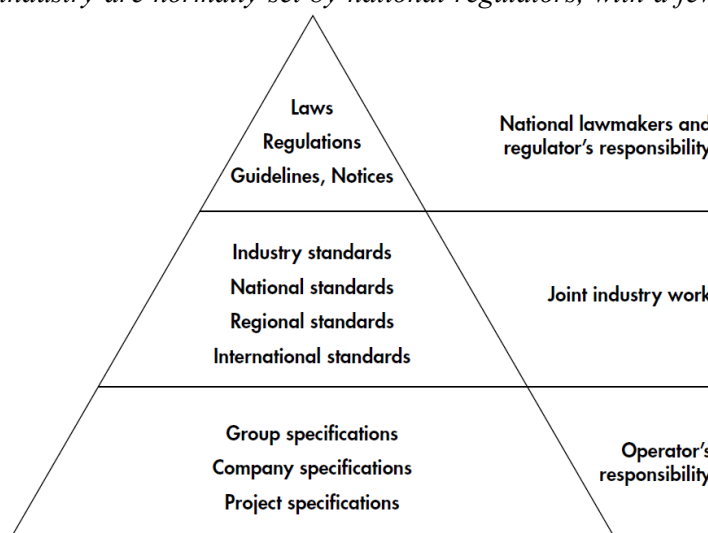 industry are normally set by national regulators, with a few
Laws
Regulations
Guidelines, Notices
National lawmakers and
regulator's responsibility
Industry standards
National standards
Regional standards
International standards
Joint industry work
Group specifications
Company specifications
Project specifications
Operator's
responsibility